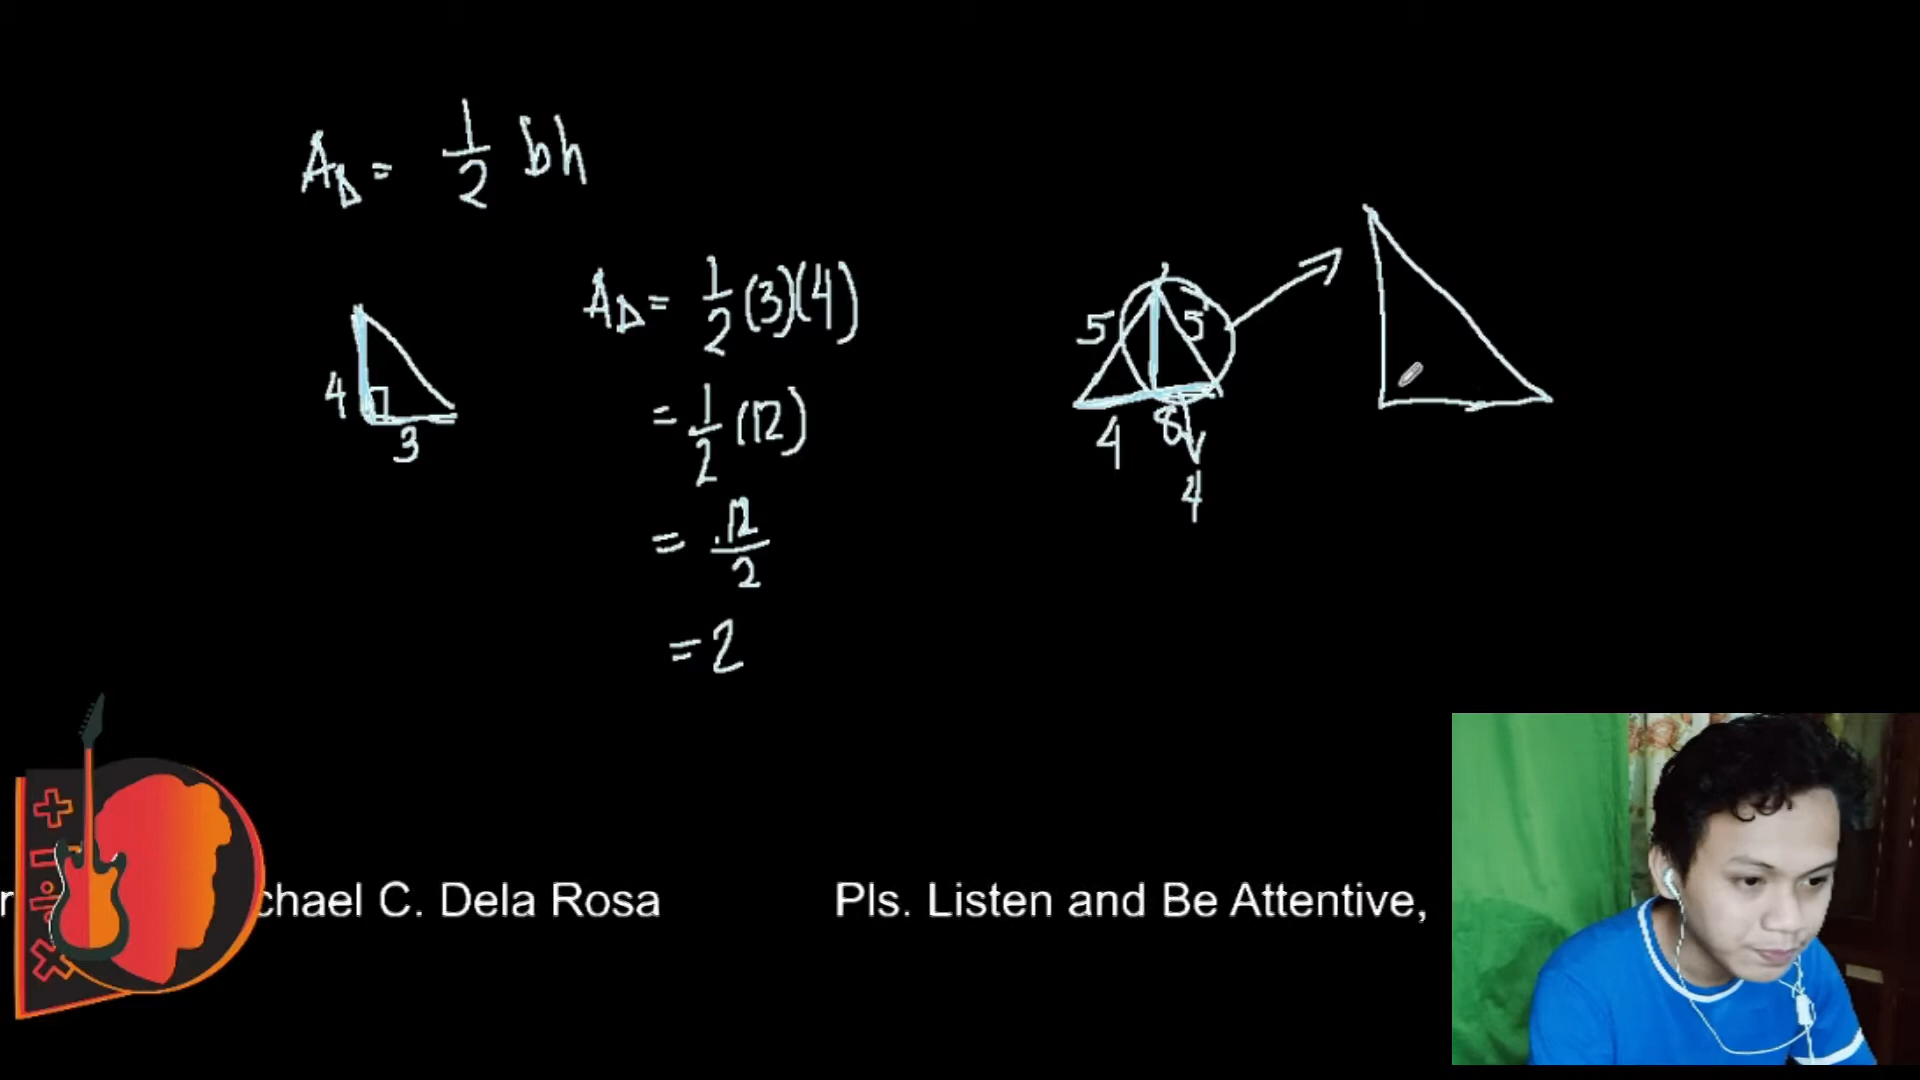 A△ = 1/2 bh
A△ = 1/2 (3)(4)
= 1/2 (12)
= 12/2
= 2
4
3
5
5
4
8
4
chael C. Dela Rosa
Pls. Listen and Be Attentive,
+
-
÷
×